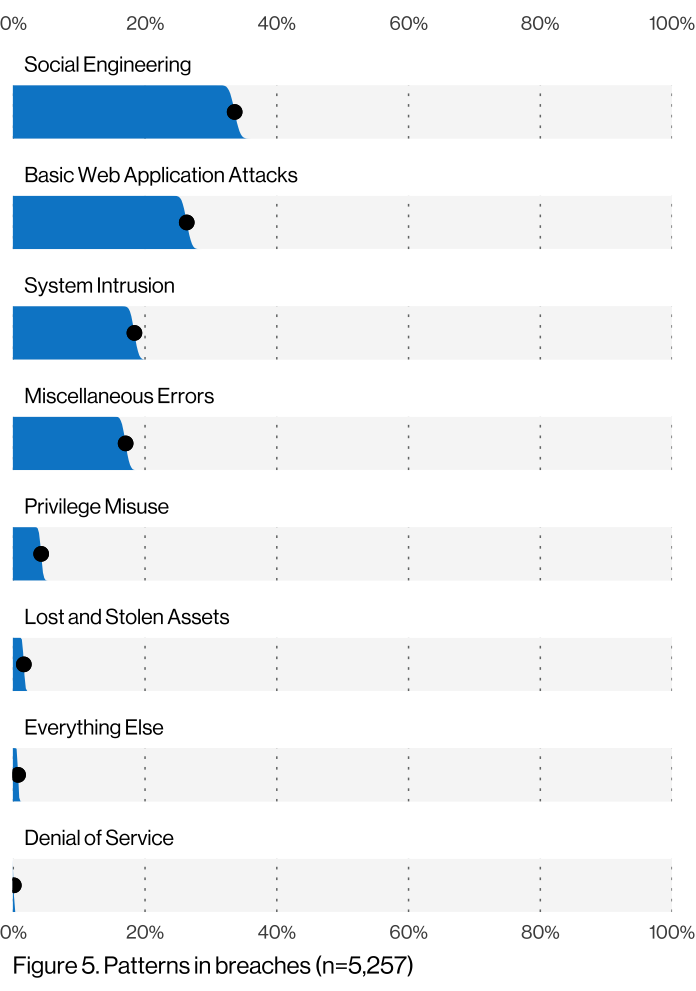 0% 20% 40% 60% 80% 100%
Social Engineering
Basic Web Application Attacks
System Intrusion
Miscellaneous Errors
Privilege Misuse
Lost and Stolen Assets
Everything Else
Denial of Service
0% 20% 40% 60% 80% 100%
Figure 5. Patterns in breaches (n=5,257)